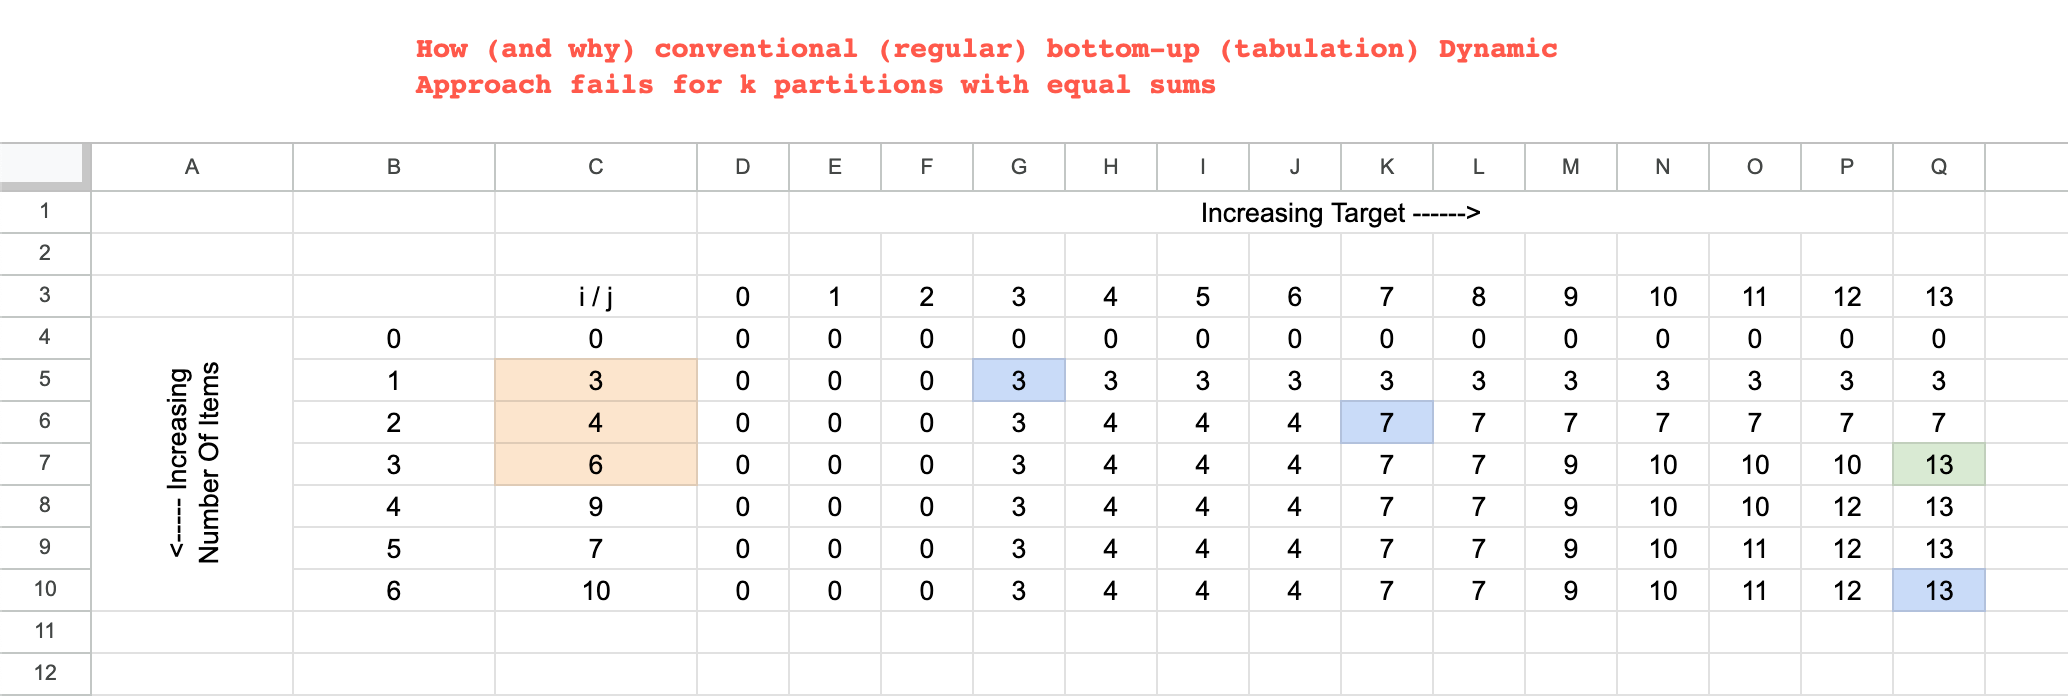 How (and why) conventional (regular) bottom-up (tabulation) Dynamic
Approach fails for k partitions with equal sums
A B C D E F G H I J K L M N O P Q
1 Increasing Target ------>
2
3 i / j 0 1 2 3 4 5 6 7 8 9 10 11 12 13
<----- Increasing
Number Of Items
4 0 0 0 0 0 0 0 0 0 0 0 0 0 0 0 0
5 1 3 0 0 0 3 3 3 3 3 3 3 3 3 3 3
6 2 4 0 0 0 3 4 4 4 7 7 7 7 7 7 7
7 3 6 0 0 0 3 4 4 4 7 7 9 10 10 10 13
8 4 9 0 0 0 3 4 4 4 7 7 9 10 10 12 13
9 5 7 0 0 0 3 4 4 4 7 7 9 10 11 12 13
10 6 10 0 0 0 3 4 4 4 7 7 9 10 11 12 13
11
12